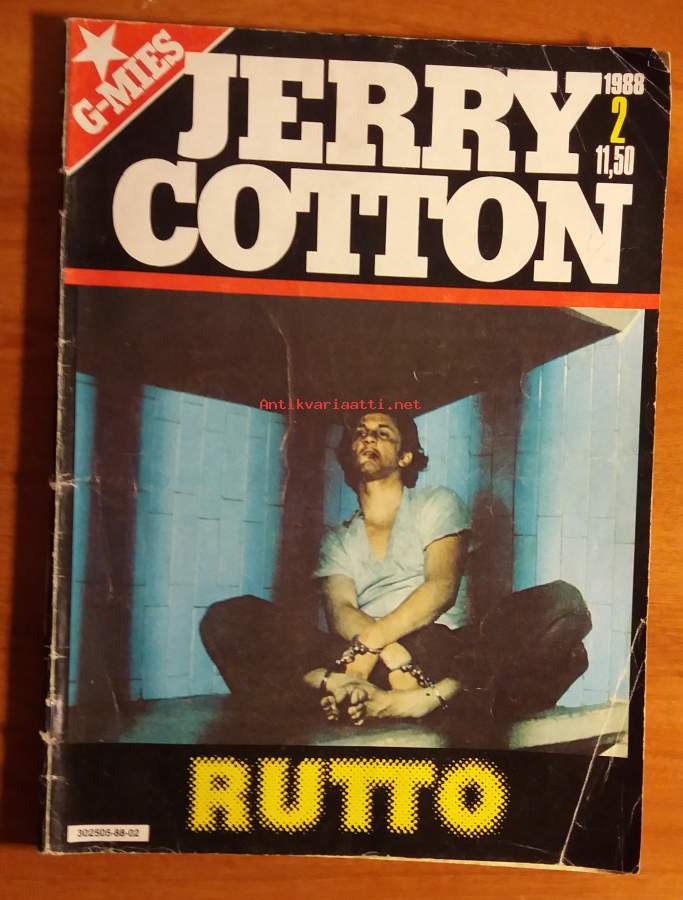 G-MIES
JERRY
COTTON
1988
2
11,50
Antikvariaatti.net
RUTTO
302505-88-02